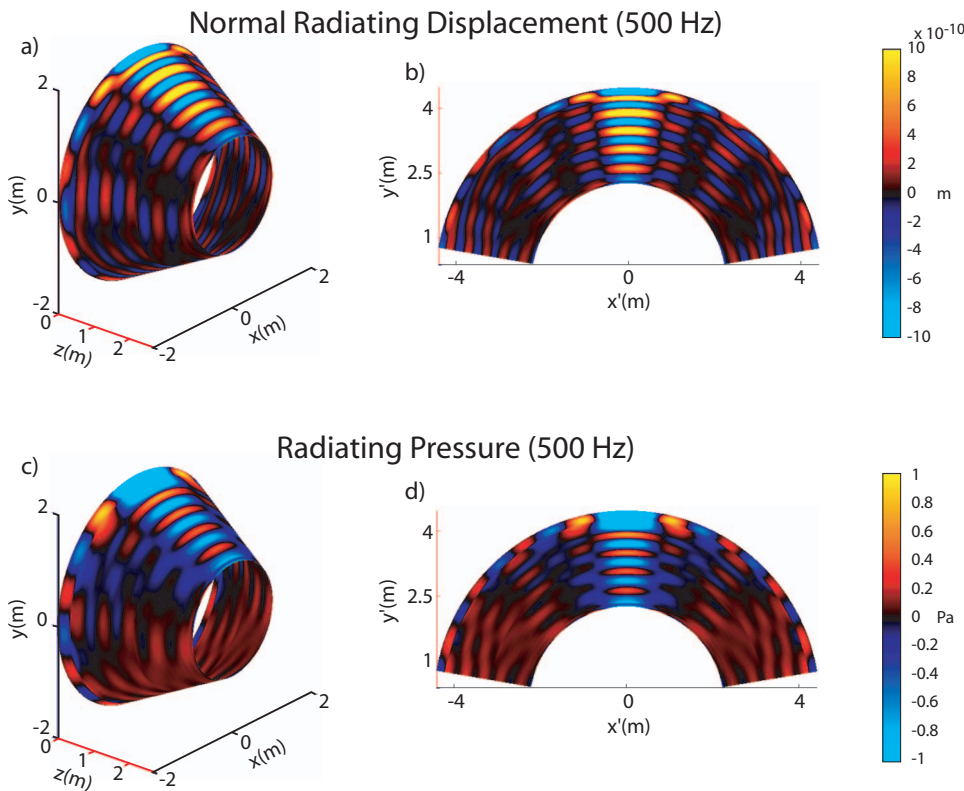 Normal Radiating Displacement (500 Hz)
a)
2
0
-2
y(m)
0
1
2
z(m)
-2
0
2
x(m)
b)
4
2.5
1
y'(m)
-4
0
4
x'(m)
x 10-10
10
8
6
4
2
0
-2
-4
-6
-8
-10
m
Radiating Pressure (500 Hz)
c)
2
0
-2
y(m)
0
1
2
z(m)
-2
0
2
x(m)
d)
4
2.5
1
y'(m)
-4
0
4
x'(m)
1
0.8
0.6
0.4
0.2
0
-0.2
-0.4
-0.6
-0.8
-1
Pa